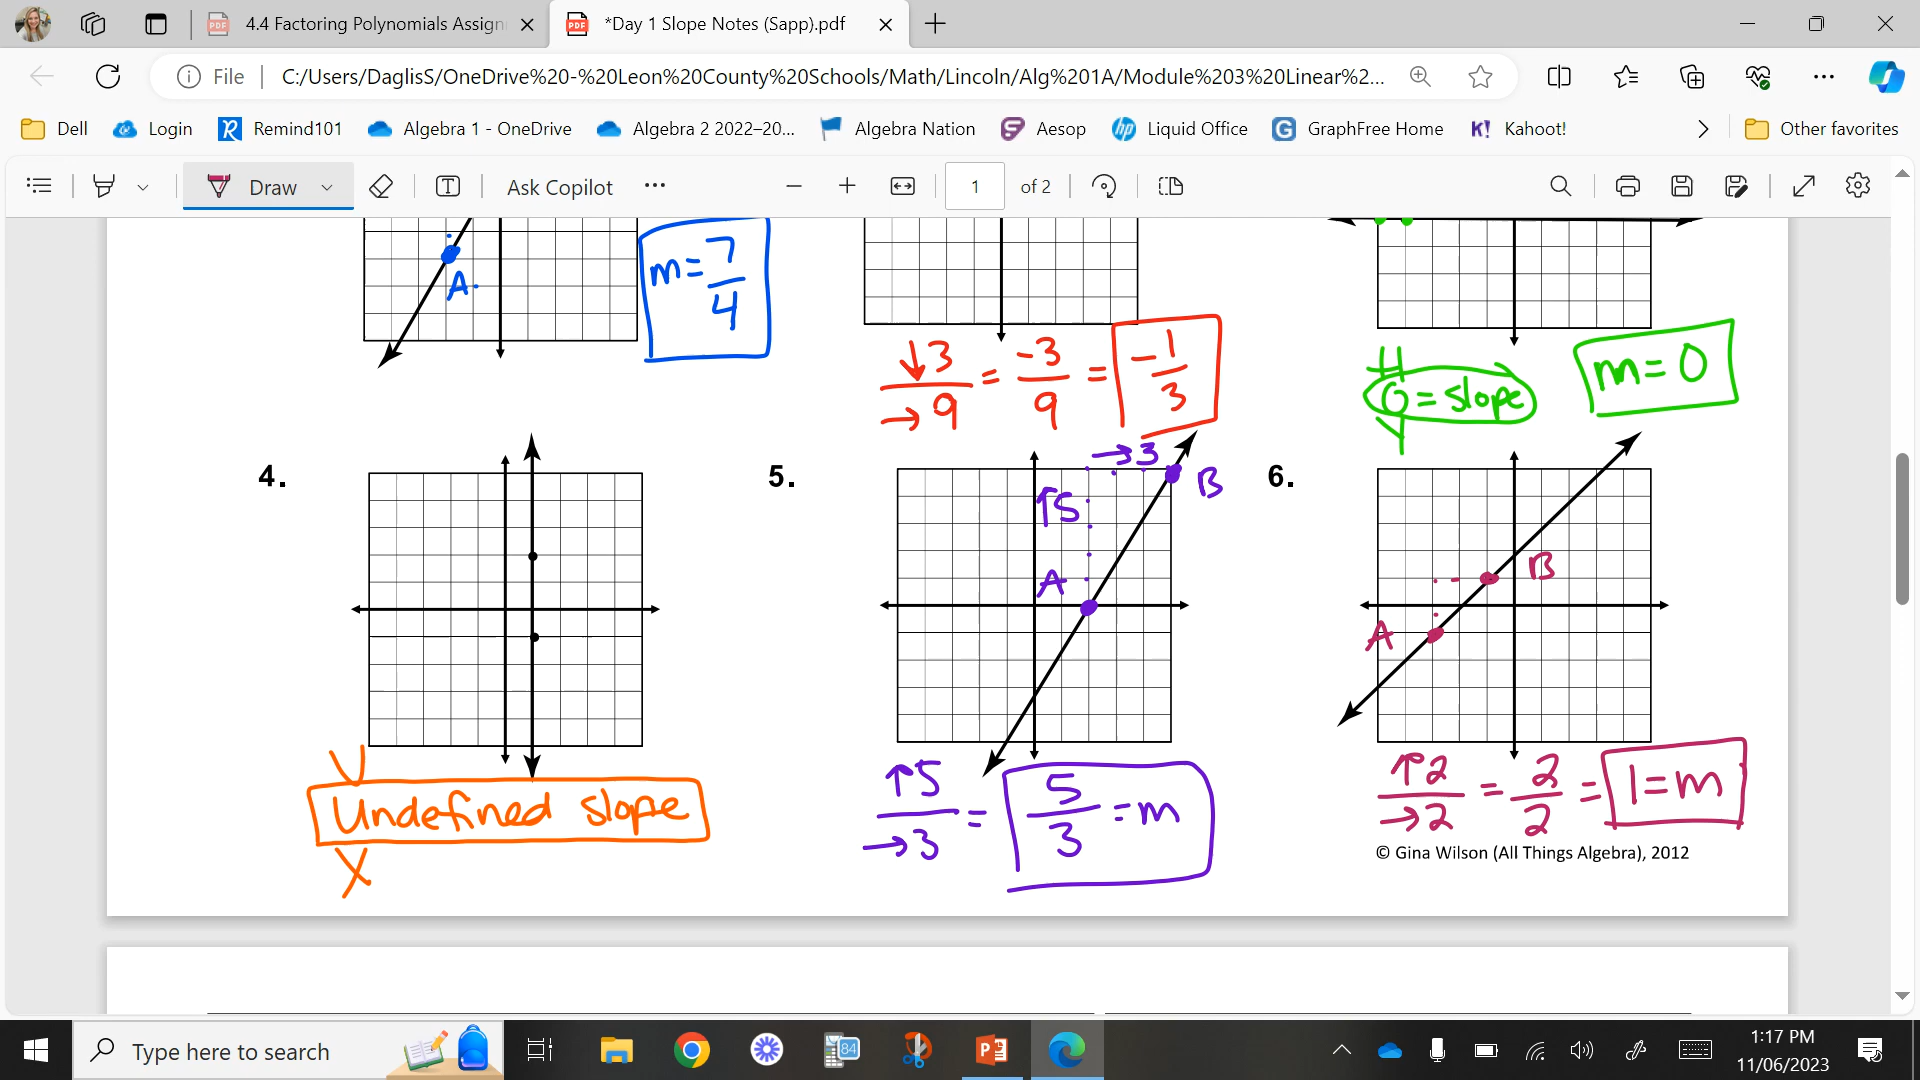 4.4 Factoring Polynomials Assign
*Day 1 Slope Notes (Sapp).pdf
File
C:/Users/DaglisS/OneDrive%20-%20Leon%20County%20Schools/Math/Lincoln/Alg%201A/Module%203%20Linear%2...
Dell
Login
Remind101
Algebra 1 - OneDrive
Algebra 2 2022–20...
Algebra Nation
Aesop
Liquid Office
GraphFree Home
Kahoot!
Other favorites
Draw
Ask Copilot
1 of 2
A
m = 7/4
↓3/→9 = -3/9 = -1/3
H
0 = slope
Y
m = 0
4.
V
Undefined slope
X
5.
→3
B
↑5
A
↑5/→3 = 5/3 = m
6.
B
A
↑2/→2 = 2/2 = 1 = m
© Gina Wilson (All Things Algebra), 2012
Type here to search
84
1:17 PM
11/06/2023